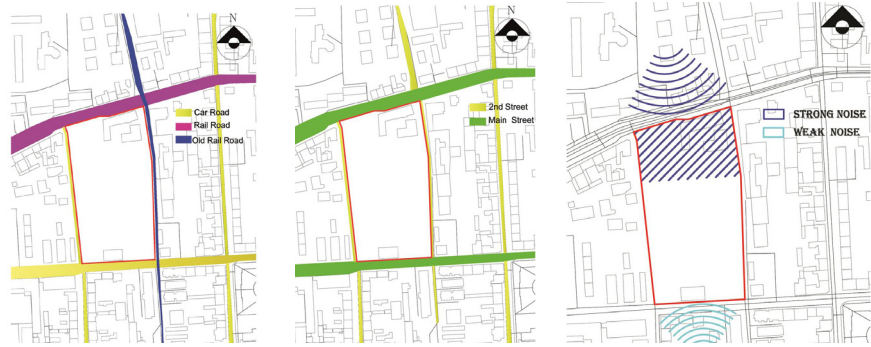 N
Car Road
Rail Road
Old Rail Road
N
2nd Street
Main Street
N
STRONG NOISE
WEAK NOISE